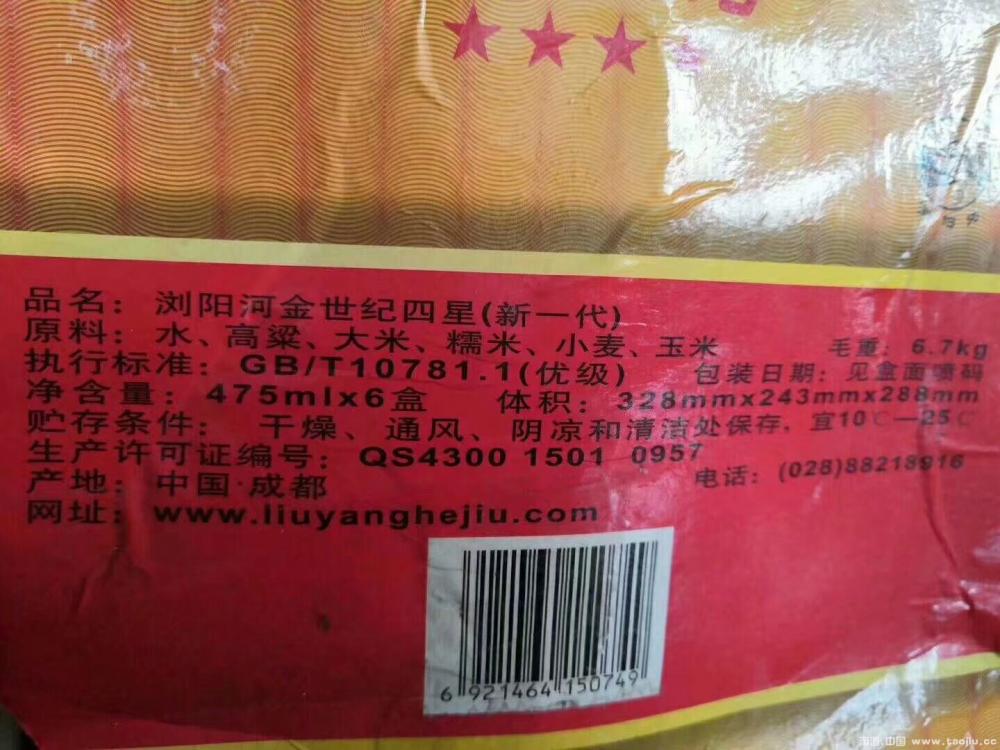 品名：浏阳河金世纪四星(新一代)
原料：水、高粱、大米、糯米、小麦、玉米 毛重：6.7kg
执行标准：GB/T10781.1(优级) 包装日期：见盒面喷码
净含量：475mlx6盒 体积：328mmx243mmx288mm
贮存条件：干燥、通风、阴凉和清洁处保存，宜10℃—25℃
生产许可证编号：QS4300 1501 0957
产地：中国·成都 电话：(028)88218916
网址：www.liuyanghejiu.com
6 921464 150749
中国 www.taojiu.cc